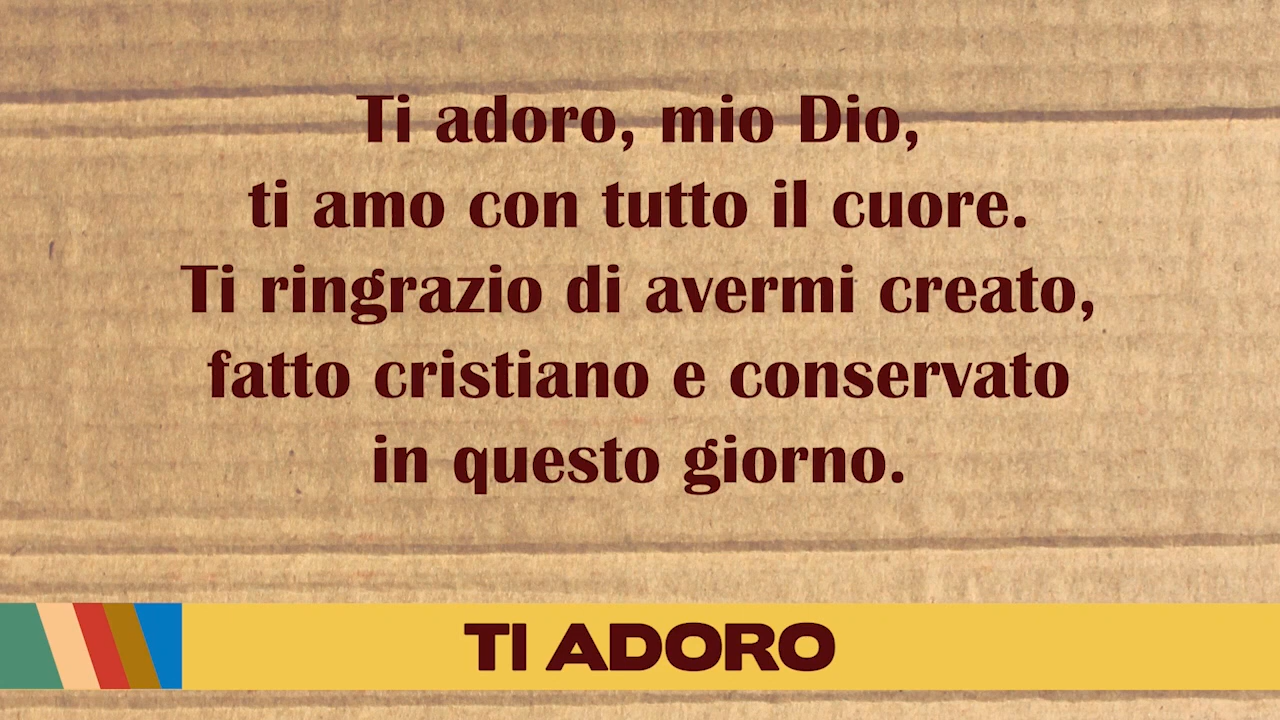 Ti adoro, mio Dio,
ti amo con tutto il cuore.
Ti ringrazio di avermi creato,
fatto cristiano e conservato
in questo giorno.
TI ADORO